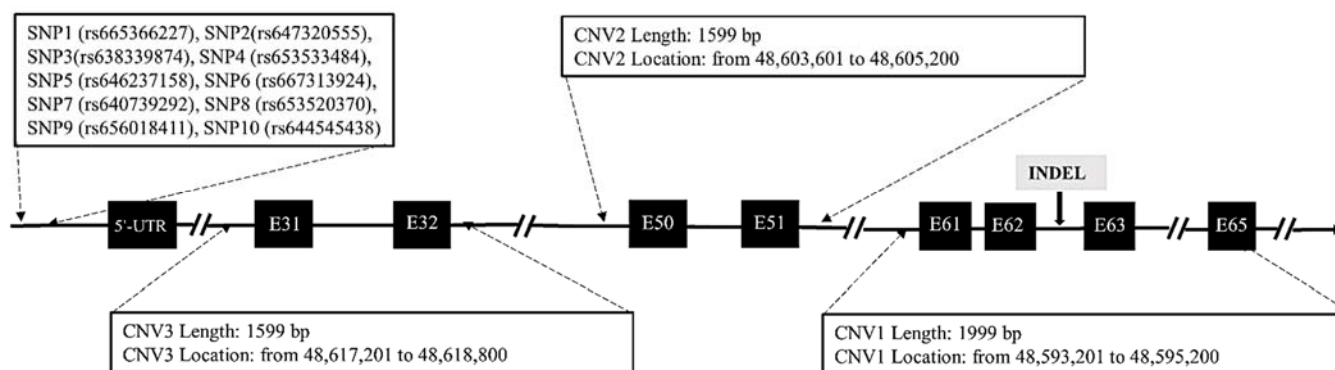 SNP1 (rs665366227), SNP2(rs647320555),
SNP3(rs638339874), SNP4 (rs653533484),
SNP5 (rs646237158), SNP6 (rs667313924),
SNP7 (rs640739292), SNP8 (rs653520370),
SNP9 (rs656018411), SNP10 (rs644545438)
CNV2 Length: 1599 bp
CNV2 Location: from 48,603,601 to 48,605,200
INDEL
5'-UTR
E31
E32
E50
E51
E61
E62
E63
E65
CNV3 Length: 1599 bp
CNV3 Location: from 48,617,201 to 48,618,800
CNV1 Length: 1999 bp
CNV1 Location: from 48,593,201 to 48,595,200